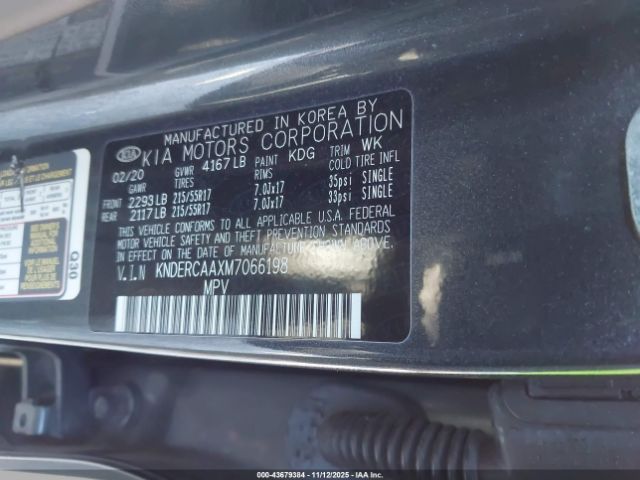 MANUFACTURED IN KOREA BY
KIA KIA MOTORS CORPORATION
02/20 GVWR 4167 LB PAINT KDG TRIM WK
GAWR TIRES RIMS COLD TIRE INFL
FRONT 2293 LB 215/55R17 7.0Jx17 35psi SINGLE
REAR 2117 LB 215/55R17 7.0Jx17 33psi SINGLE
THIS VEHICLE CONFORMS TO ALL APPLICABLE U.S.A. FEDERAL
MOTOR VEHICLE SAFETY, BUMPER, AND THEFT PREVENTION STANDARDS
IN EFFECT ON THE DATE OF MANUFACTURE SHOWN ABOVE.
V.I.N KNDERCAAXM7066198
MPV
Q30
000-43679384 | 11/12/2025 | IAA Inc.